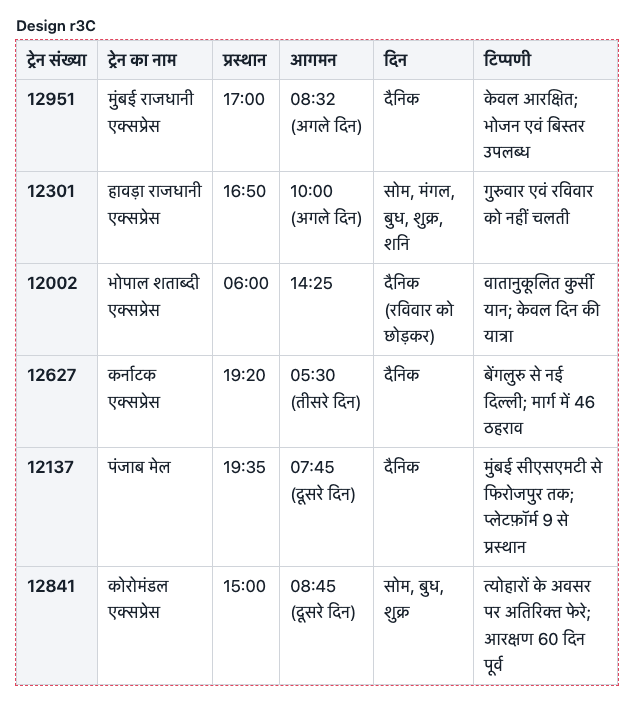 Design r3C
ट्रेन संख्या ट्रेन का नाम प्रस्थान आगमन दिन टिप्पणी
12951 मुंबई राजधानी 17:00 08:32 दैनिक केवल आरक्षित;
एक्सप्रेस (अगले दिन) भोजन एवं बिस्तर
उपलब्ध
12301 हावड़ा राजधानी 16:50 10:00 सोम, मंगल, गुरुवार एवं रविवार
एक्सप्रेस (अगले दिन) बुध, शुक्र, को नहीं चलती
शनि
12002 भोपाल शताब्दी 06:00 14:25 दैनिक वातानुकूलित कुर्सी
एक्सप्रेस (रविवार को यान; केवल दिन की
छोड़कर) यात्रा
12627 कर्नाटक 19:20 05:30 दैनिक बेंगलुरु से नई
एक्सप्रेस (तीसरे दिन) दिल्ली; मार्ग में 46
ठहराव
12137 पंजाब मेल 19:35 07:45 दैनिक मुंबई सीएसएमटी से
(दूसरे दिन) फिरोजपुर तक;
प्लेटफ़ॉर्म 9 से
प्रस्थान
12841 कोरोमंडल 15:00 08:45 सोम, बुध, त्योहारों के अवसर
एक्सप्रेस (दूसरे दिन) शुक्र पर अतिरिक्त फेरे;
आरक्षण 60 दिन
पूर्व